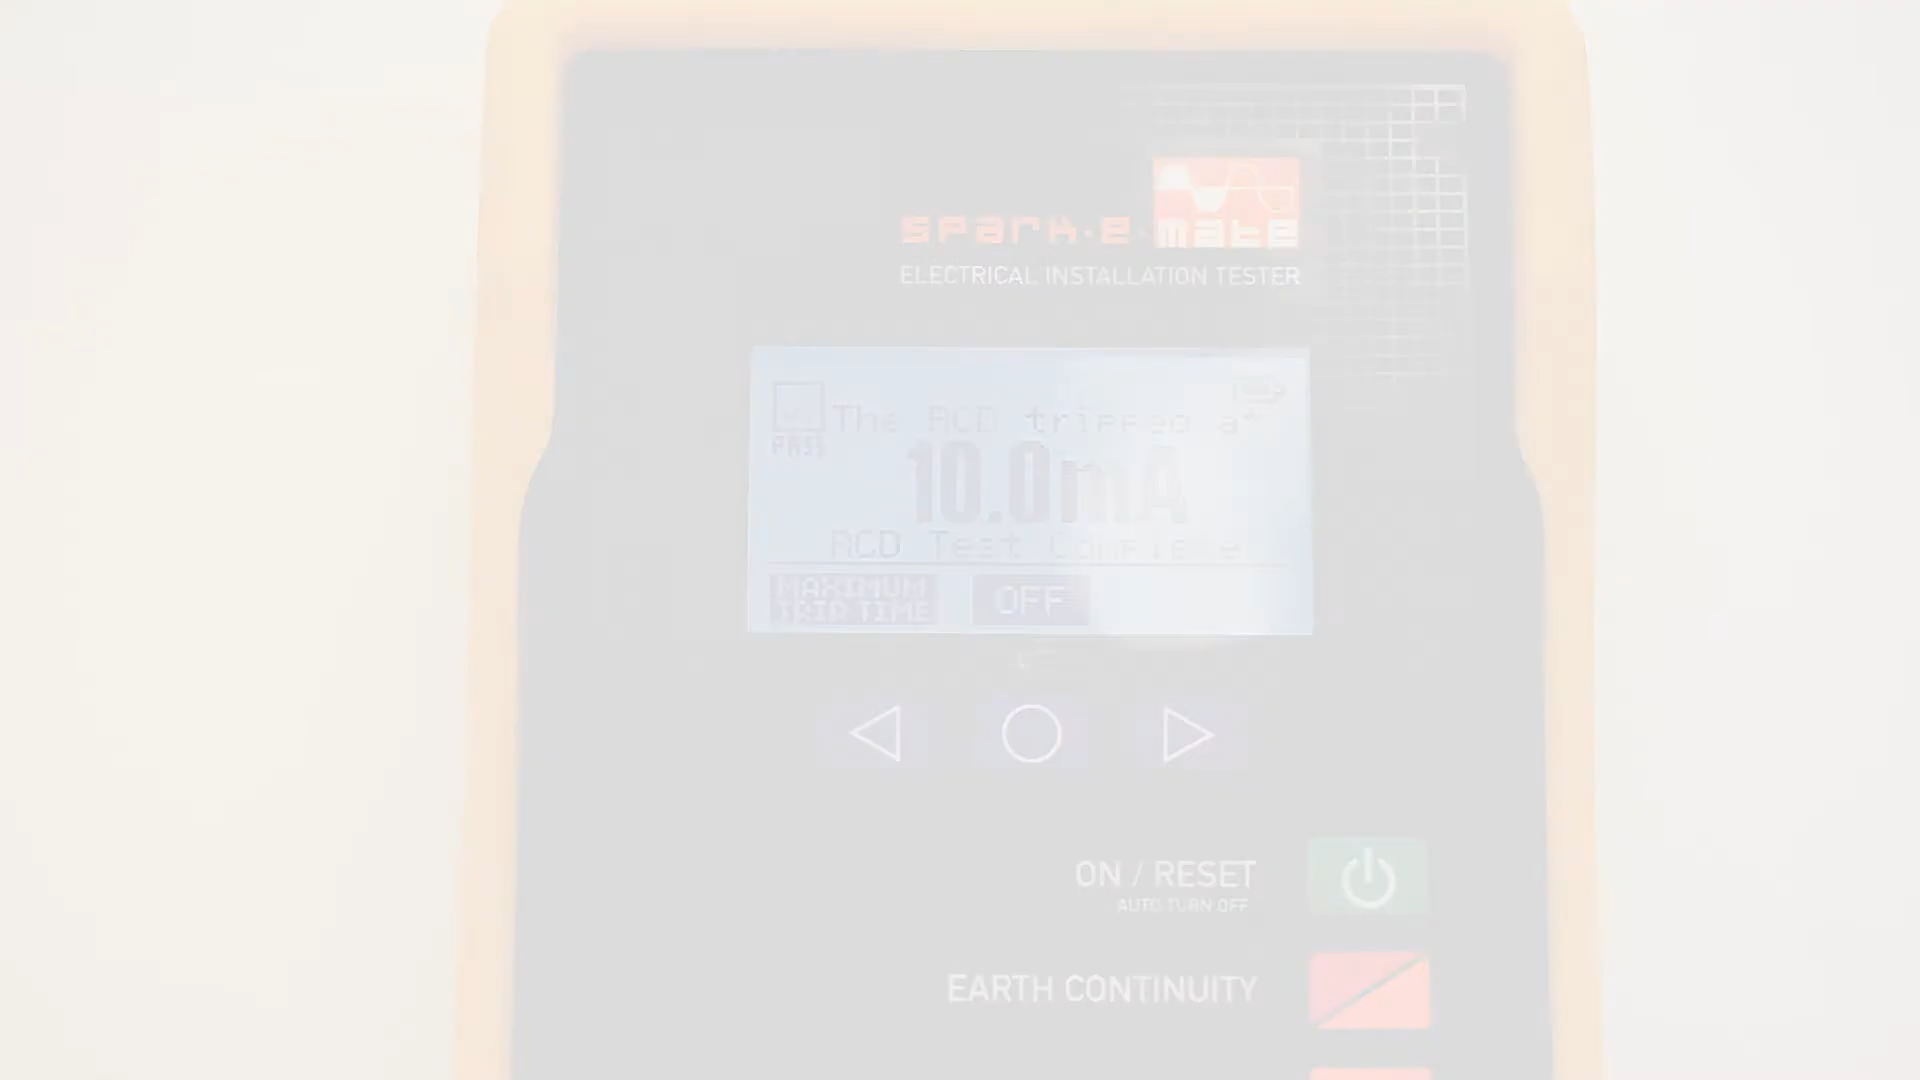 spark·e·mate
ELECTRICAL INSTALLATION TESTER
The RCD tripped at
PASS
10.0mA
RCD Test Complete
MAXIMUM
TRIP TIME
OFF
ON / RESET
AUTO TURN OFF
EARTH CONTINUITY